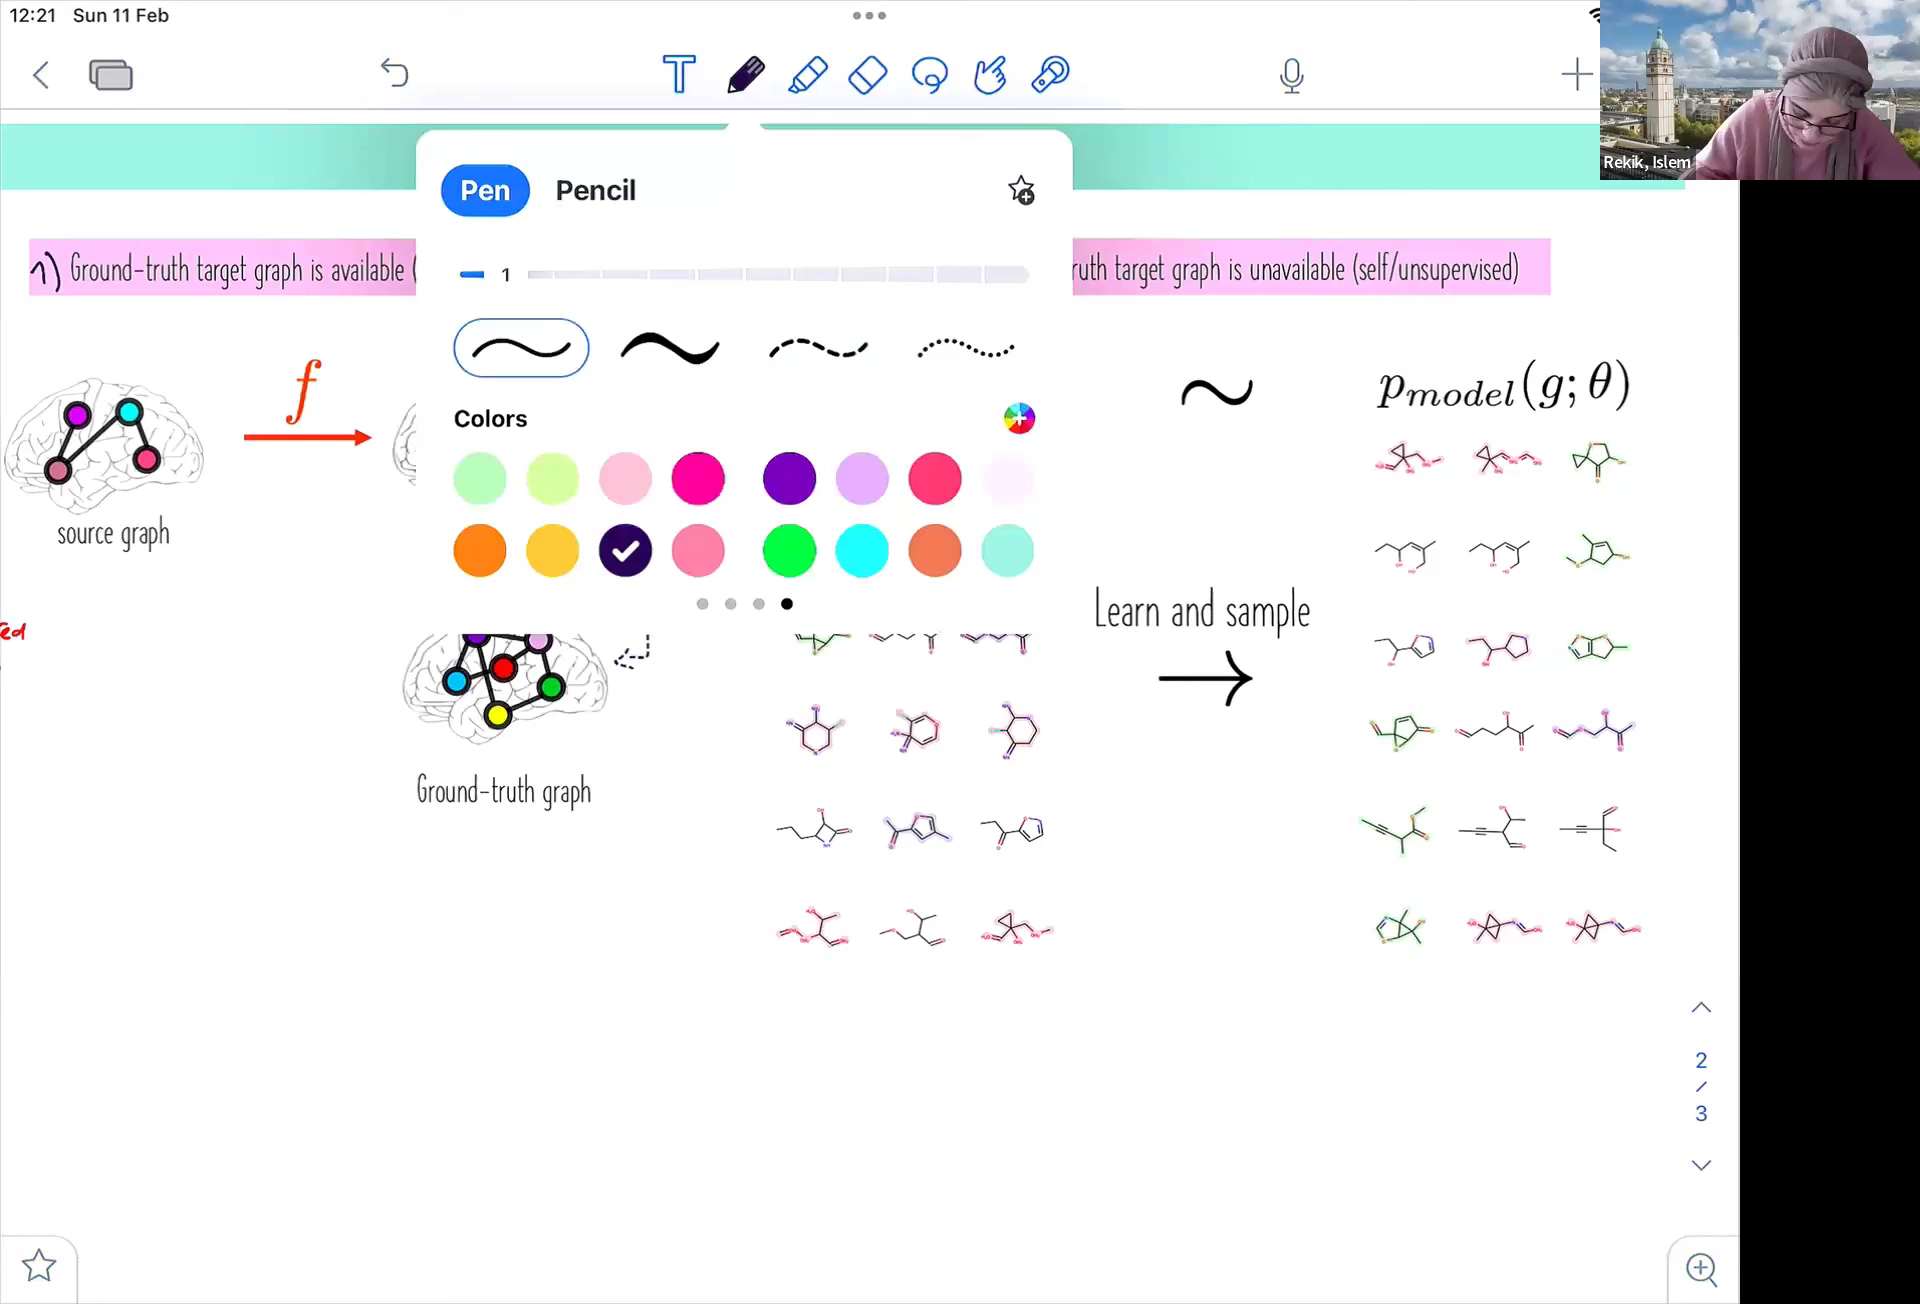 12:21 Sun 11 Feb
T
Rekik, Islem
Pen Pencil
1
1) Ground-truth target graph is available (
ruth target graph is unavailable (self/unsupervised)
f
~ p_model(g; θ)
Colors
source graph
Learn and sample
Ground-truth graph
2
/
3